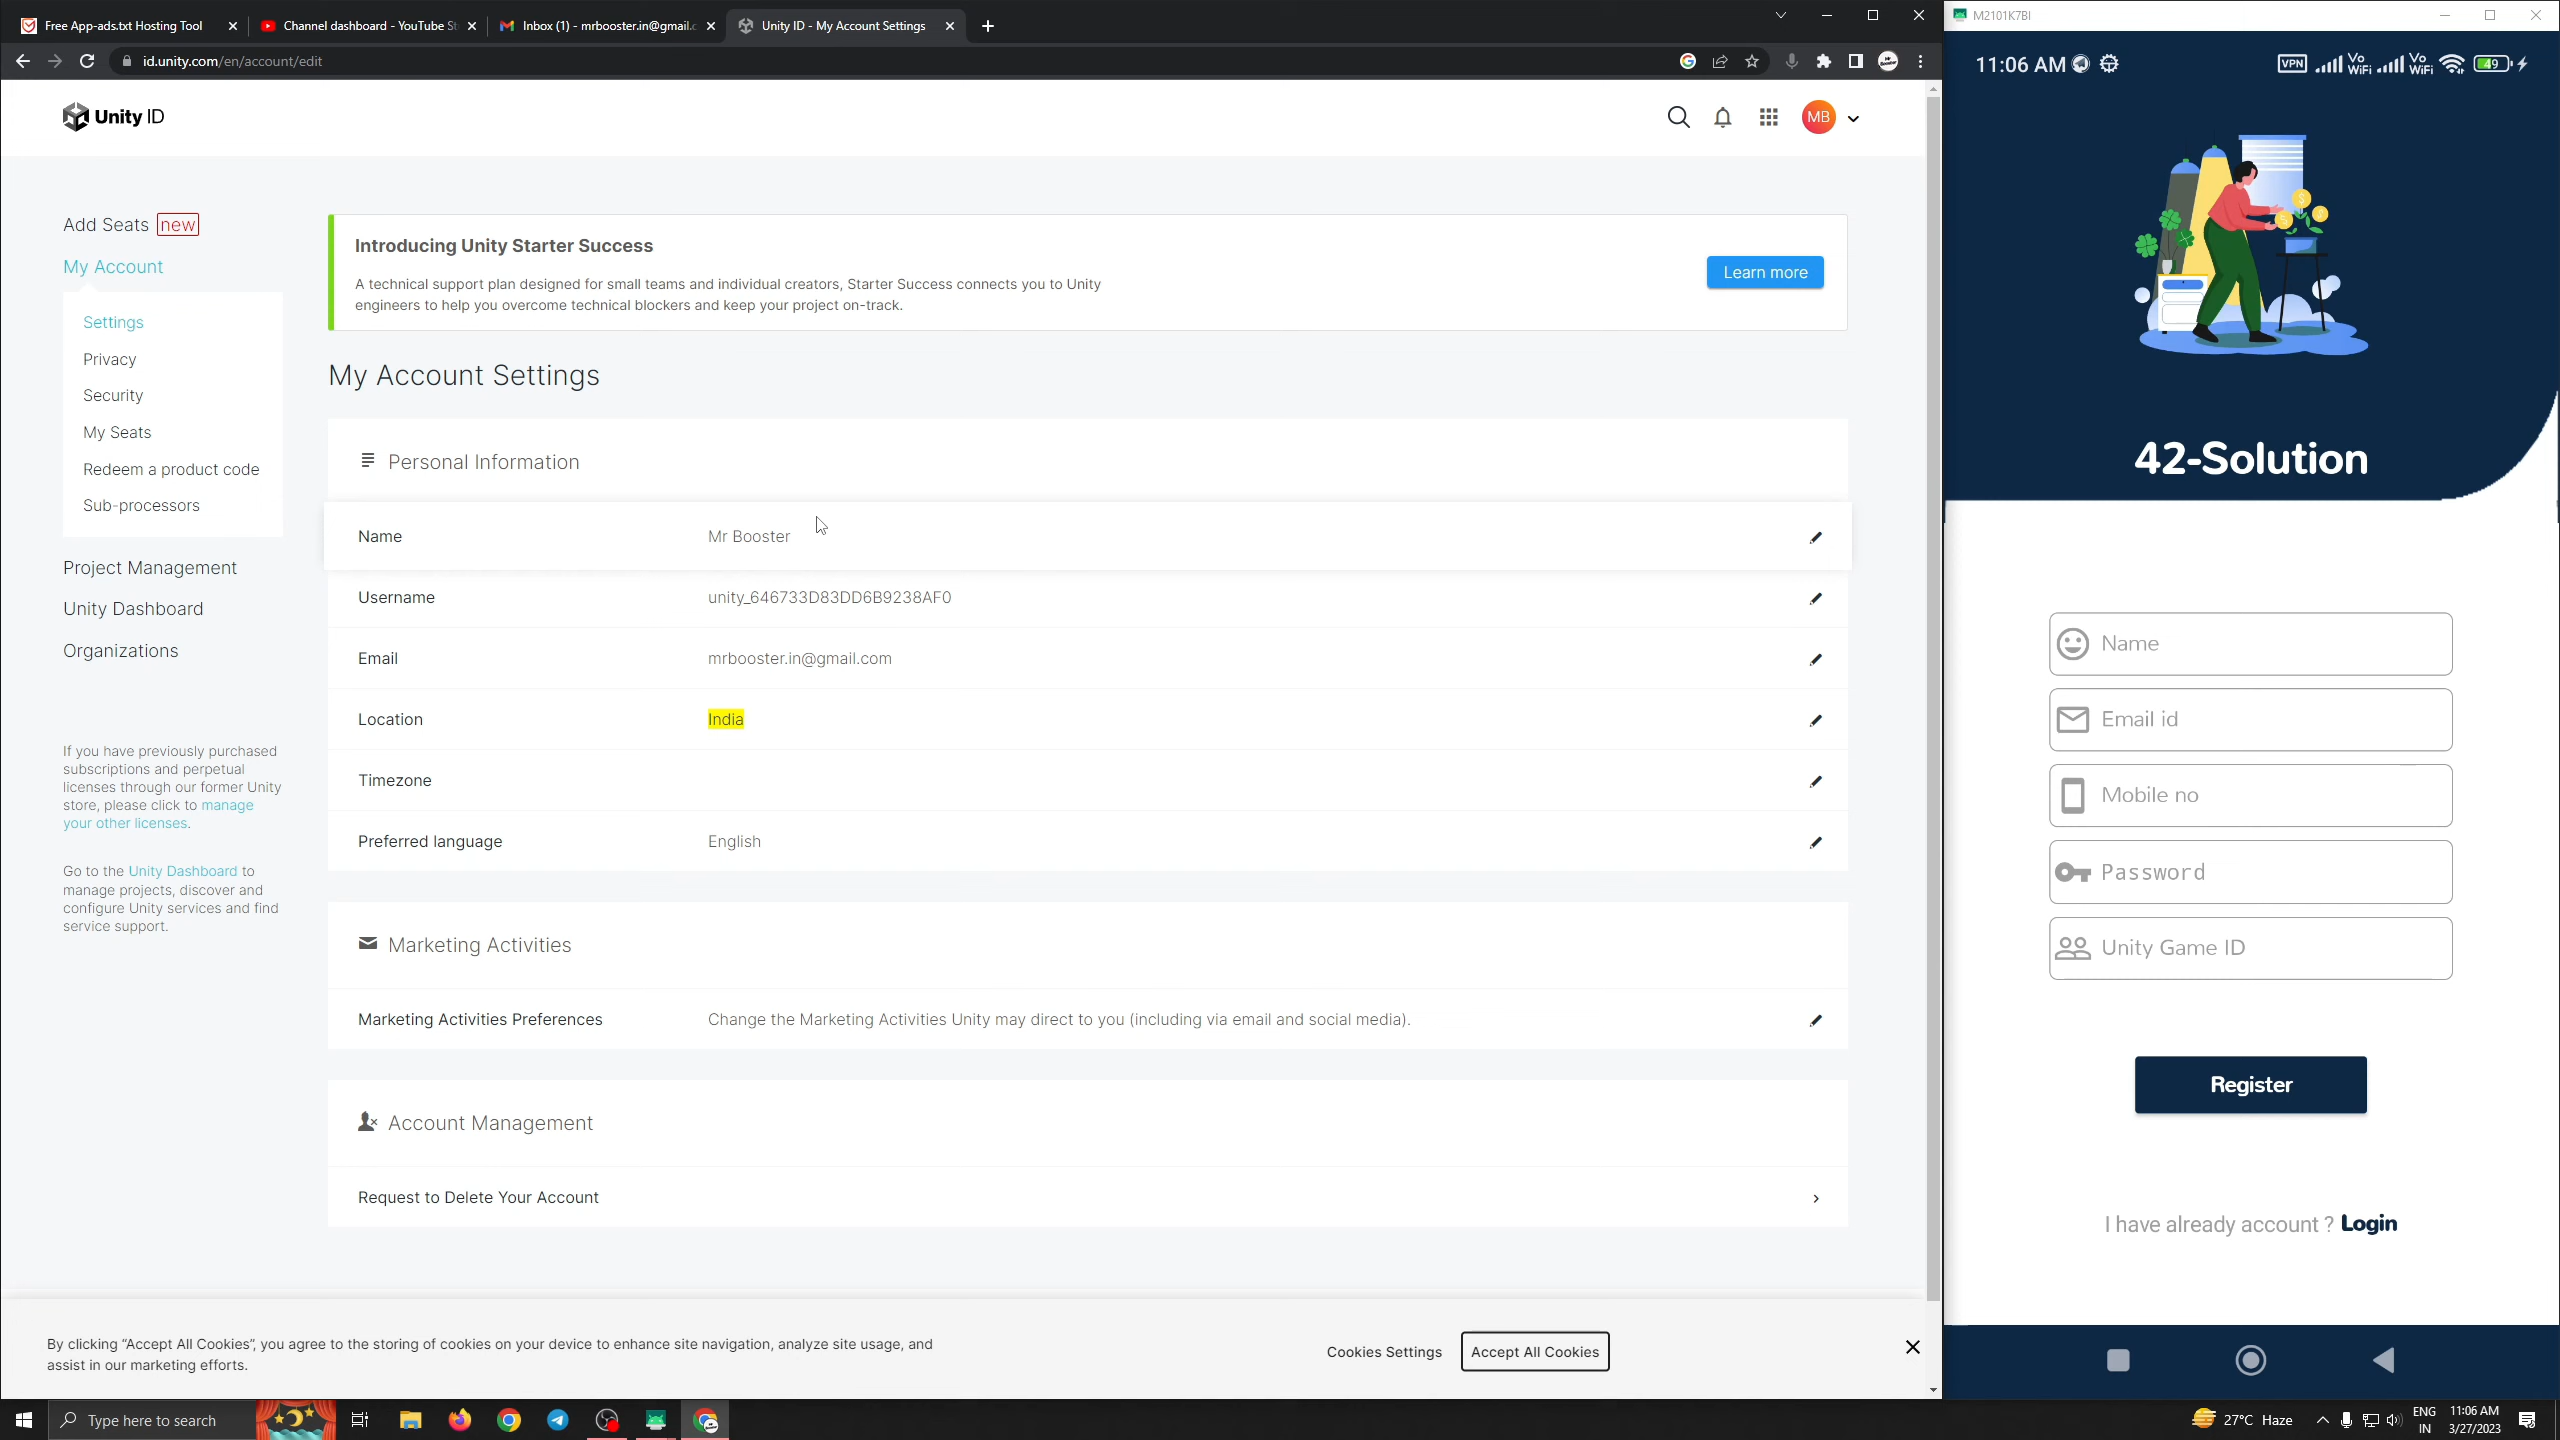 Free App-ads.txt Hosting Tool
Channel dashboard - YouTube St
Inbox (1) - mrbooster.in@gmail.c
Unity ID - My Account Settings
id.unity.com/en/account/edit
Unity ID
MB
Add Seats new
My Account
Settings
Privacy
Security
My Seats
Redeem a product code
Sub-processors
Project Management
Unity Dashboard
Organizations
If you have previously purchased
subscriptions and perpetual
licenses through our former Unity
store, please click to manage
your other licenses.
Go to the Unity Dashboard to
manage projects, discover and
configure Unity services and find
service support.
Introducing Unity Starter Success
A technical support plan designed for small teams and individual creators, Starter Success connects you to Unity
engineers to help you overcome technical blockers and keep your project on-track.
Learn more
My Account Settings
Personal Information
Name Mr Booster
Username unity_646733D83DD6B9238AF0
Email mrbooster.in@gmail.com
Location India
Timezone
Preferred language English
Marketing Activities
Marketing Activities Preferences Change the Marketing Activities Unity may direct to you (including via email and social media).
Account Management
Request to Delete Your Account
By clicking “Accept All Cookies”, you agree to the storing of cookies on your device to enhance site navigation, analyze site usage, and
assist in our marketing efforts.
Cookies Settings
Accept All Cookies
M2101K7BI
11:06 AM
VPN Vo WiFi Vo WiFi 49
42-Solution
Name
Email id
Mobile no
Password
Unity Game ID
Register
I have already account ? Login
Type here to search
27°C Haze
ENG
IN
11:06 AM
3/27/2023